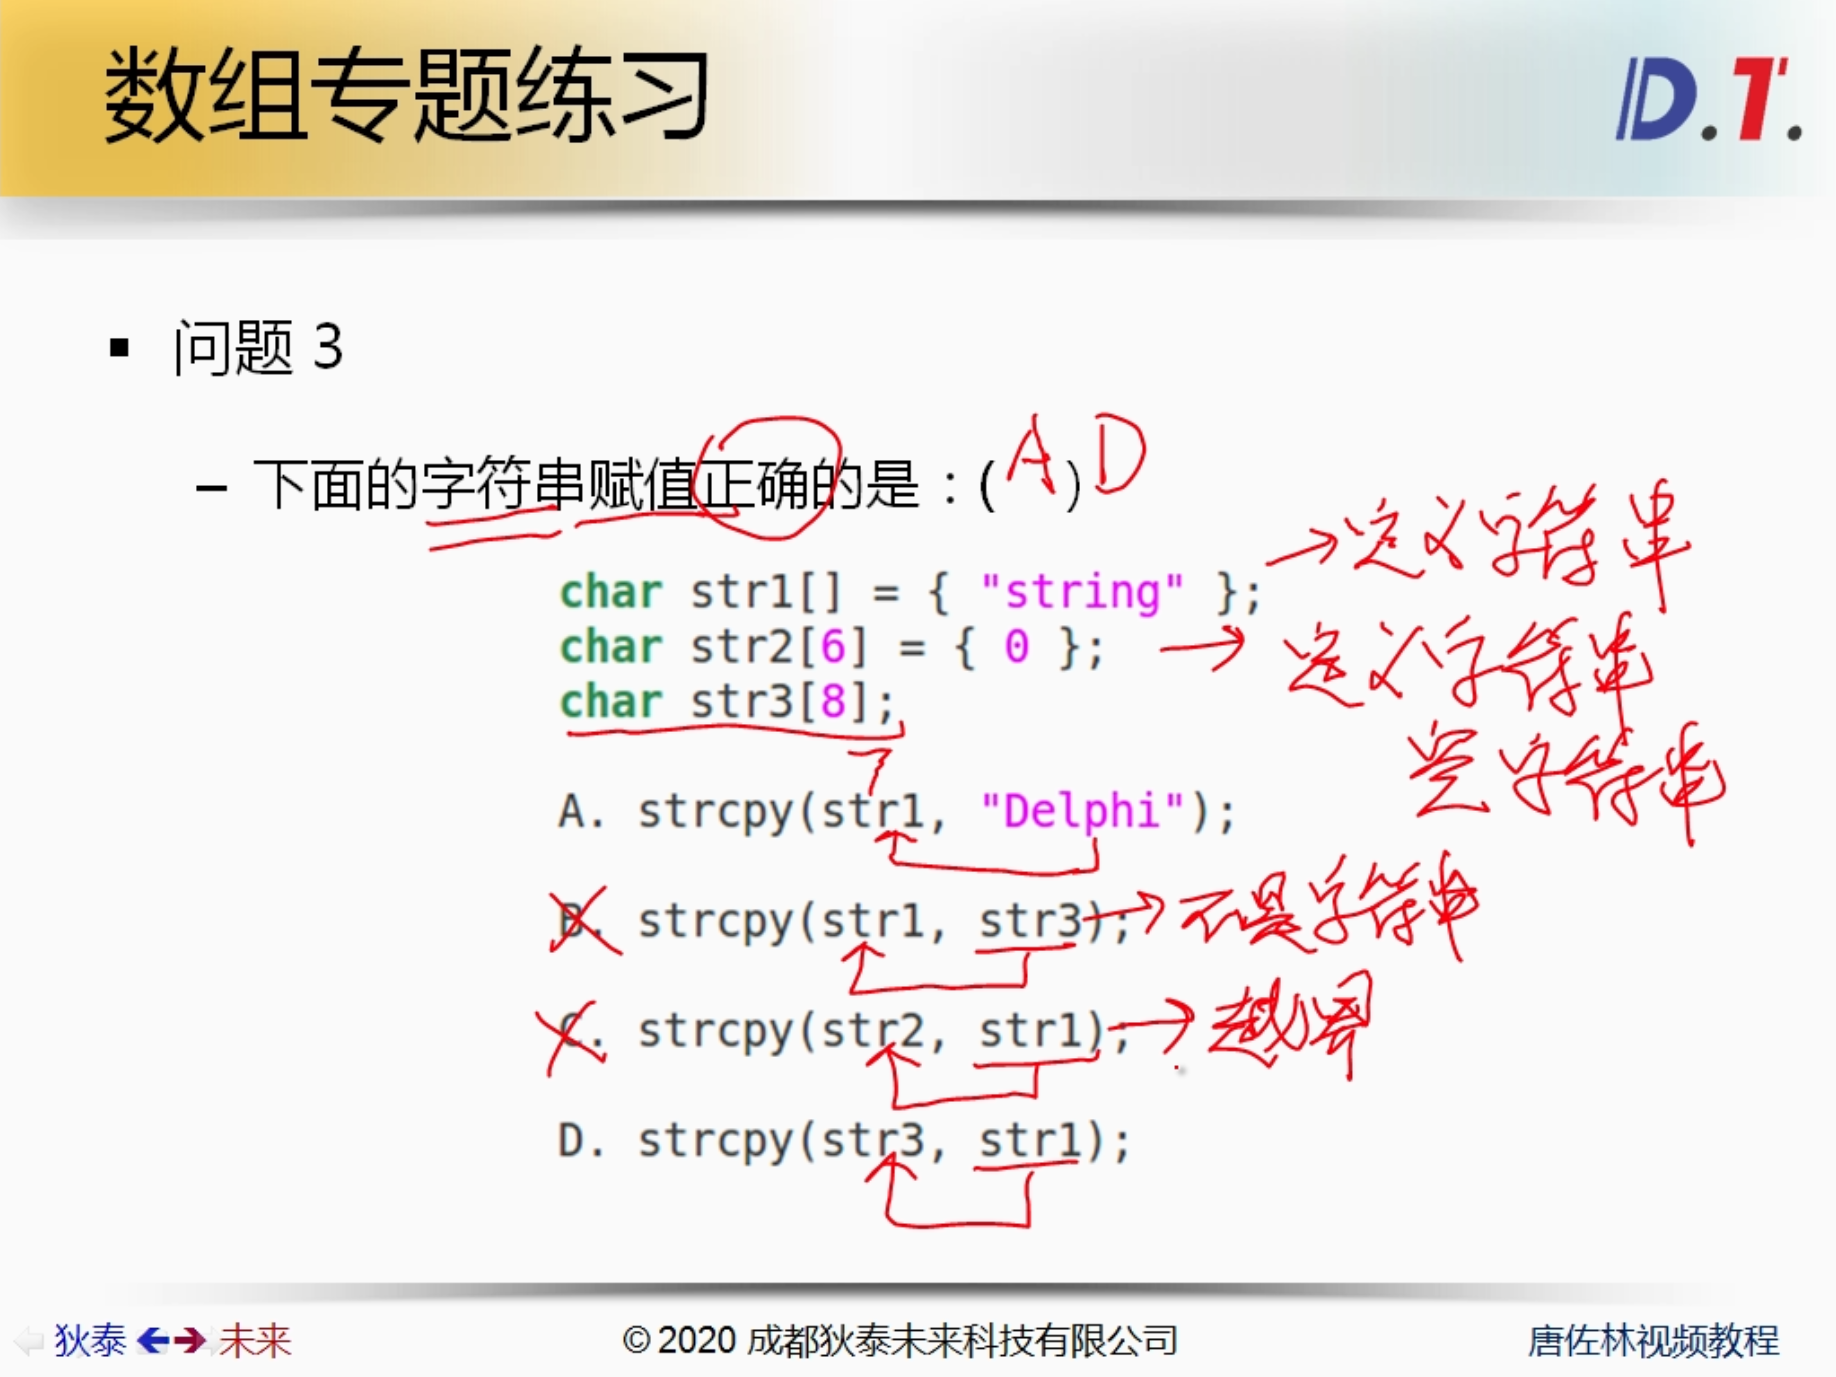 数组专题练习
D.T.
▪ 问题 3
– 下面的字符串赋值正确的是：( A ) D
char str1[] = { "string" }; → 定义字符串
char str2[6] = { 0 }; → 定义字符串
char str3[8];
空字符串
7
A. strcpy(str1, "Delphi");
B. strcpy(str1, str3); → 不是字符串
C. strcpy(str2, str1); → 越界
D. strcpy(str3, str1);
狄泰 未来
© 2020 成都狄泰未来科技有限公司
唐佐林视频教程